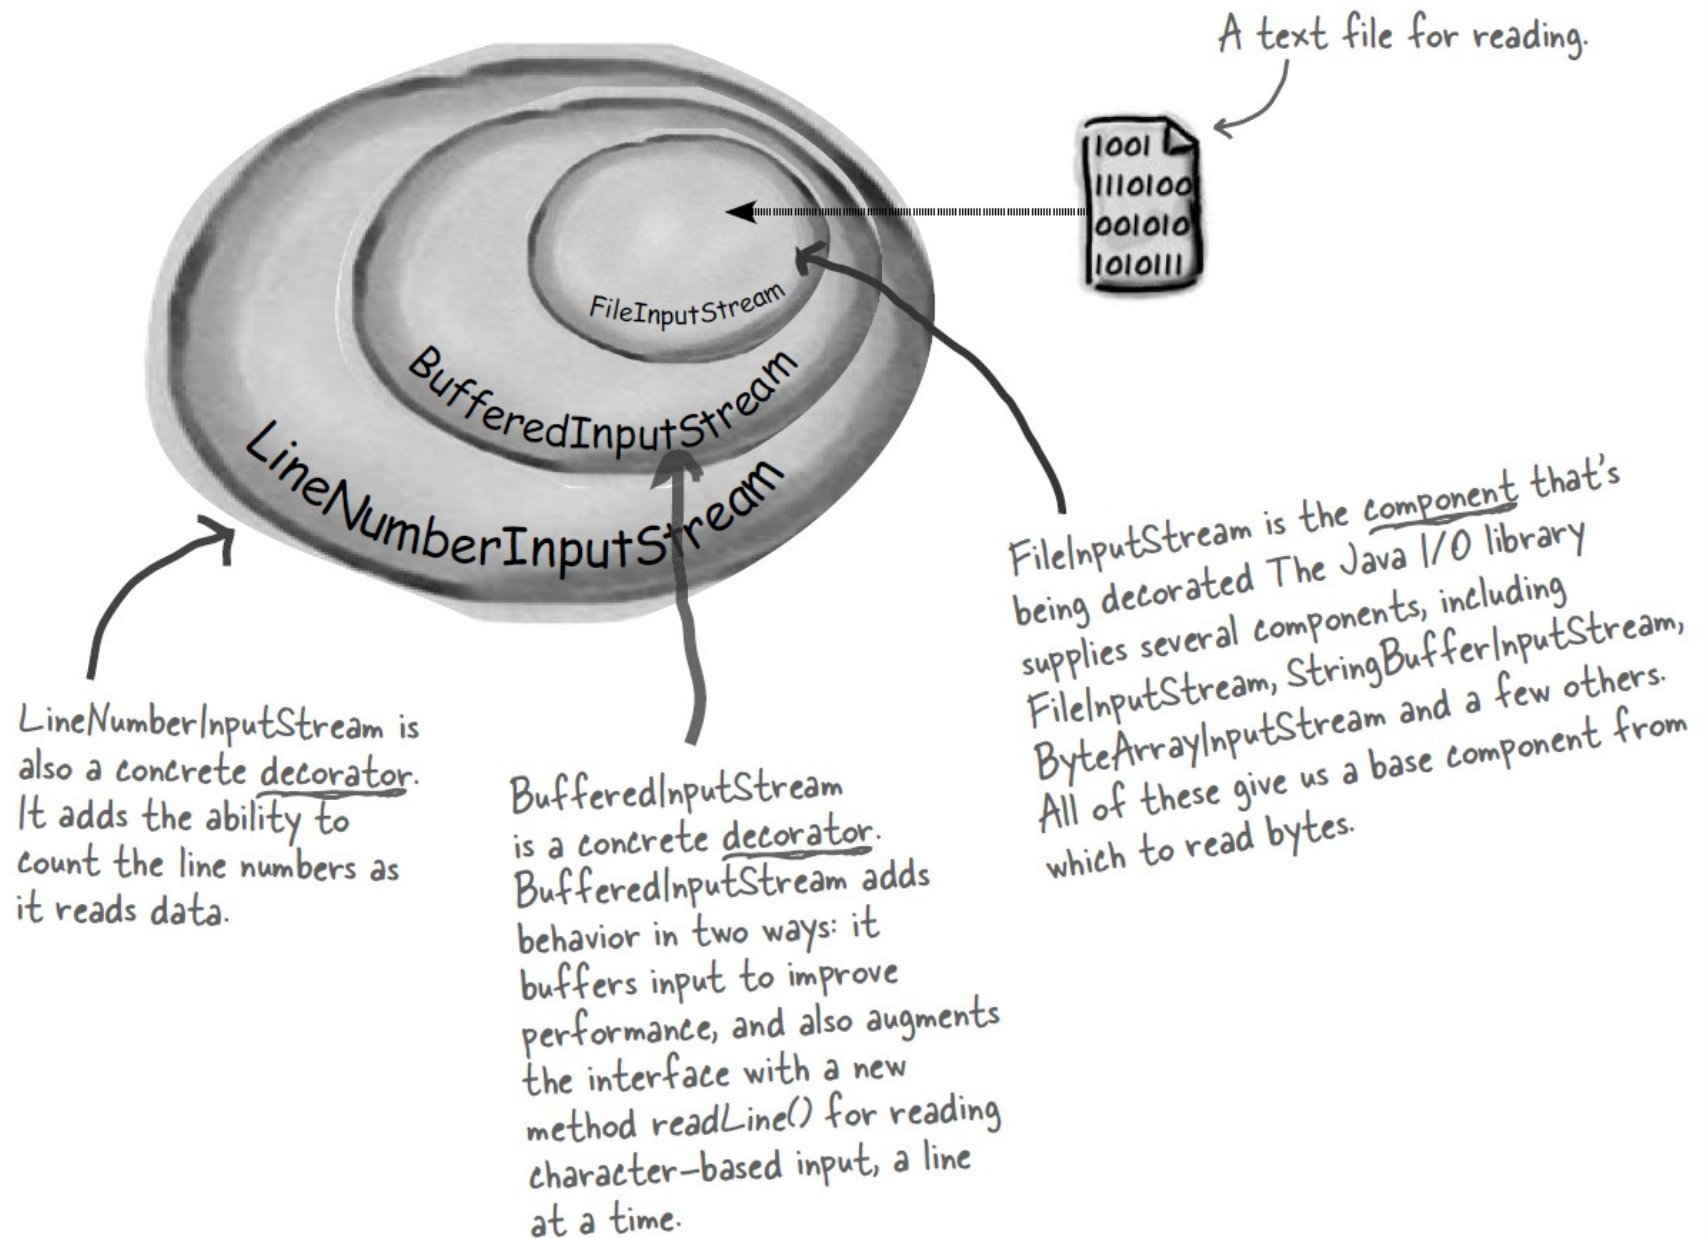 A text file for reading.
1001
1110100
001010
1010111
FileInputStream
BufferedInputStream
LineNumberInputStream
FileInputStream is the component that's
being decorated The Java I/O library
supplies several components, including
FileInputStream, StringBufferInputStream,
ByteArrayInputStream and a few others.
All of these give us a base component from
which to read bytes.
LineNumberInputStream is
also a concrete decorator.
It adds the ability to
count the line numbers as
it reads data.
BufferedInputStream
is a concrete decorator.
BufferedInputStream adds
behavior in two ways: it
buffers input to improve
performance, and also augments
the interface with a new
method readLine() for reading
character-based input, a line
at a time.